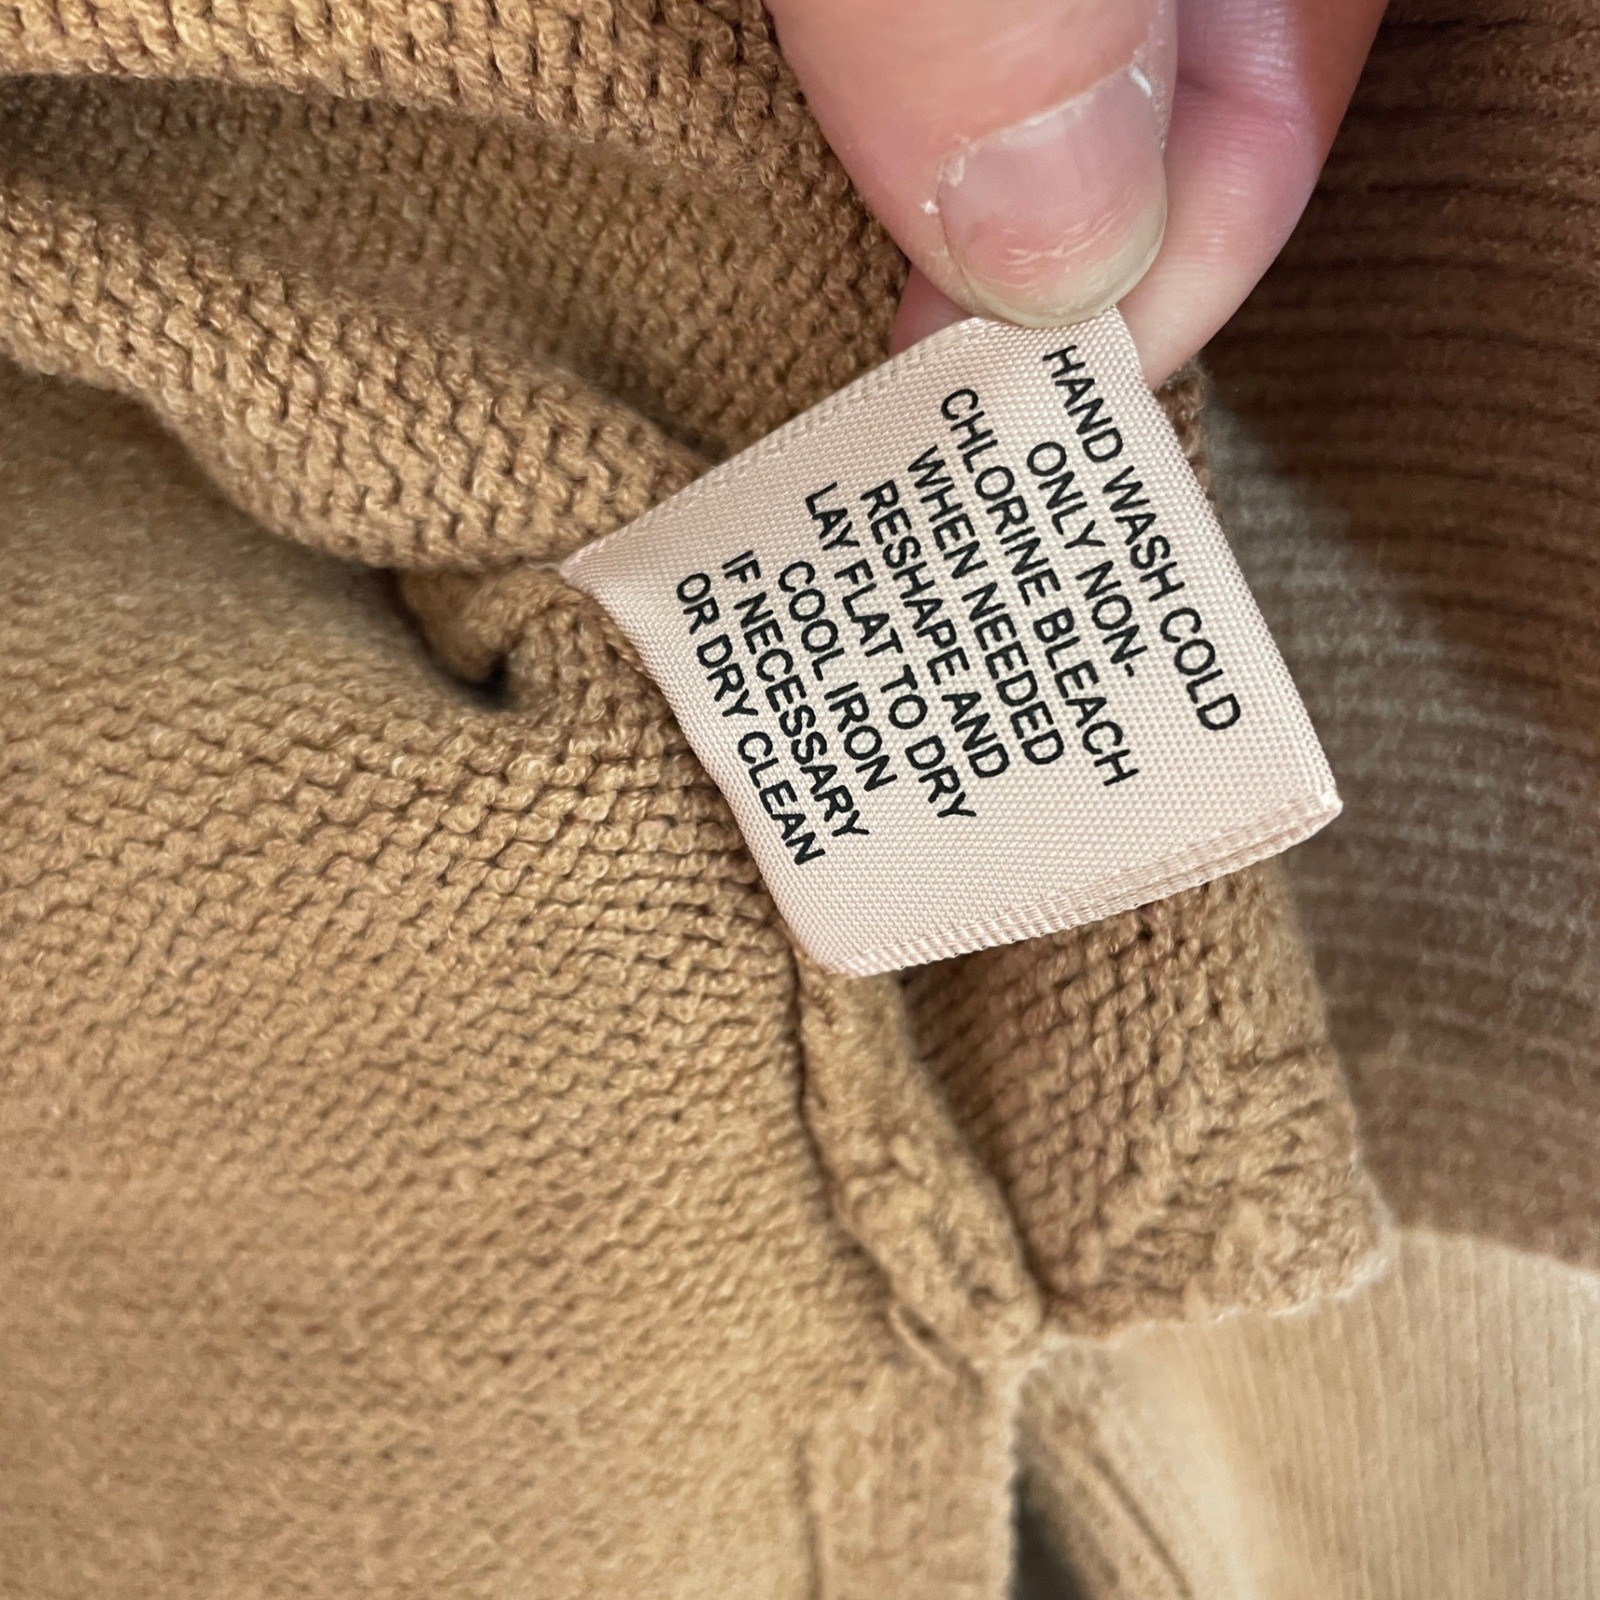 HAND WASH COLD
ONLY NON-
CHLORINE BLEACH
WHEN NEEDED
RESHAPE AND
LAY FLAT TO DRY
COOL IRON
IF NECESSARY
OR DRY CLEAN